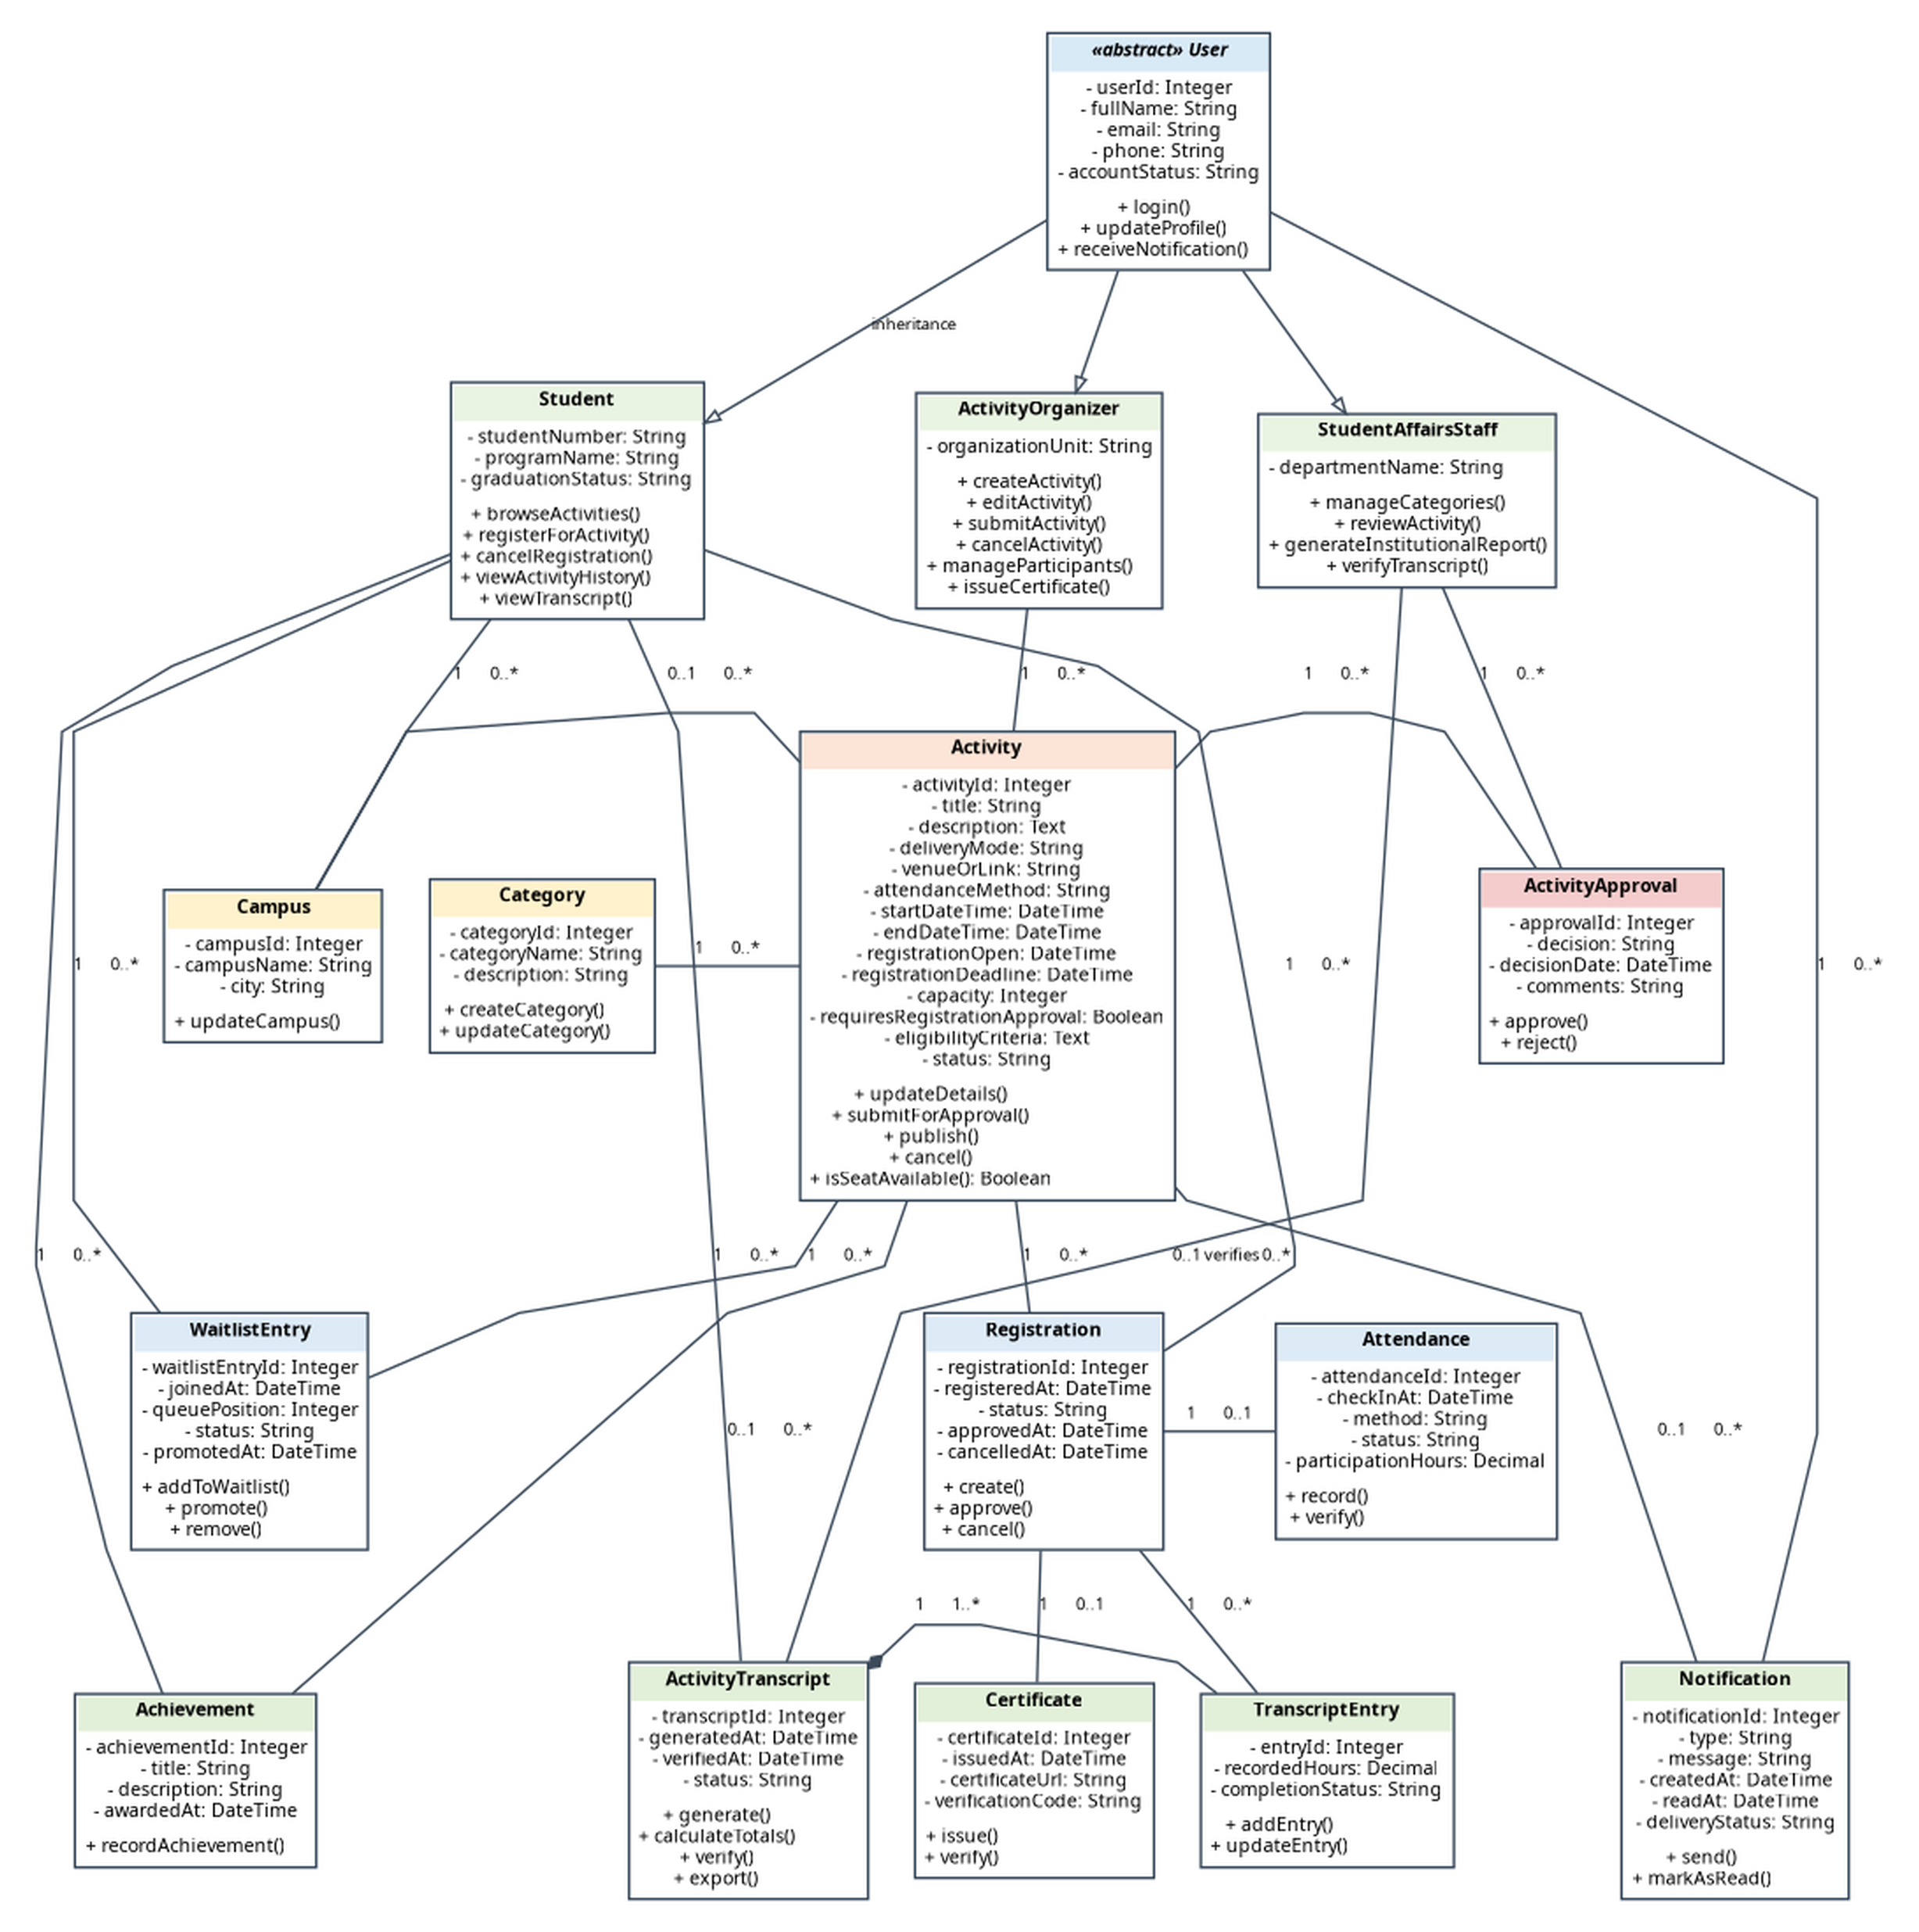 «abstract» User
- userId: Integer
- fullName: String
- email: String
- phone: String
- accountStatus: String
+ login()
+ updateProfile()
+ receiveNotification()
inheritance
Student
- studentNumber: String
- programName: String
- graduationStatus: String
+ browseActivities()
+ registerForActivity()
+ cancelRegistration()
+ viewActivityHistory()
+ viewTranscript()
ActivityOrganizer
- organizationUnit: String
+ createActivity()
+ editActivity()
+ submitActivity()
+ cancelActivity()
+ manageParticipants()
+ issueCertificate()
StudentAffairsStaff
- departmentName: String
+ manageCategories()
+ reviewActivity()
+ generateInstitutionalReport()
+ verifyTranscript()
1 0..*
0..1 0..*
1 0..*
1 0..*
1 0..*
Activity
- activityId: Integer
- title: String
- description: Text
- deliveryMode: String
- venueOrLink: String
- attendanceMethod: String
- startDateTime: DateTime
- endDateTime: DateTime
- registrationOpen: DateTime
- registrationDeadline: DateTime
- capacity: Integer
- requiresRegistrationApproval: Boolean
- eligibilityCriteria: Text
- status: String
+ updateDetails()
+ submitForApproval()
+ publish()
+ cancel()
+ isSeatAvailable(): Boolean
Campus
- campusId: Integer
- campusName: String
- city: String
+ updateCampus()
Category
- categoryId: Integer
- categoryName: String
- description: String
+ createCategory()
+ updateCategory()
ActivityApproval
- approvalId: Integer
- decision: String
- decisionDate: DateTime
- comments: String
+ approve()
+ reject()
1 0..*
1 0..*
1 0..*
1 0..*
1 0..*
1 0..*
1 0..*
1 0..*
0..1 verifies 0..*
WaitlistEntry
- waitlistEntryId: Integer
- joinedAt: DateTime
- queuePosition: Integer
- status: String
- promotedAt: DateTime
+ addToWaitlist()
+ promote()
+ remove()
Registration
- registrationId: Integer
- registeredAt: DateTime
- status: String
- approvedAt: DateTime
- cancelledAt: DateTime
+ create()
+ approve()
+ cancel()
1 0..1
Attendance
- attendanceId: Integer
- checkInAt: DateTime
- method: String
- status: String
- participationHours: Decimal
+ record()
+ verify()
0..1 0..*
0..1 0..*
1 1..*
1 0..1
1 0..*
Achievement
- achievementId: Integer
- title: String
- description: String
- awardedAt: DateTime
+ recordAchievement()
ActivityTranscript
- transcriptId: Integer
- generatedAt: DateTime
- verifiedAt: DateTime
- status: String
+ generate()
+ calculateTotals()
+ verify()
+ export()
Certificate
- certificateId: Integer
- issuedAt: DateTime
- certificateUrl: String
- verificationCode: String
+ issue()
+ verify()
TranscriptEntry
- entryId: Integer
- recordedHours: Decimal
- completionStatus: String
+ addEntry()
+ updateEntry()
Notification
- notificationId: Integer
- type: String
- message: String
- createdAt: DateTime
- readAt: DateTime
- deliveryStatus: String
+ send()
+ markAsRead()